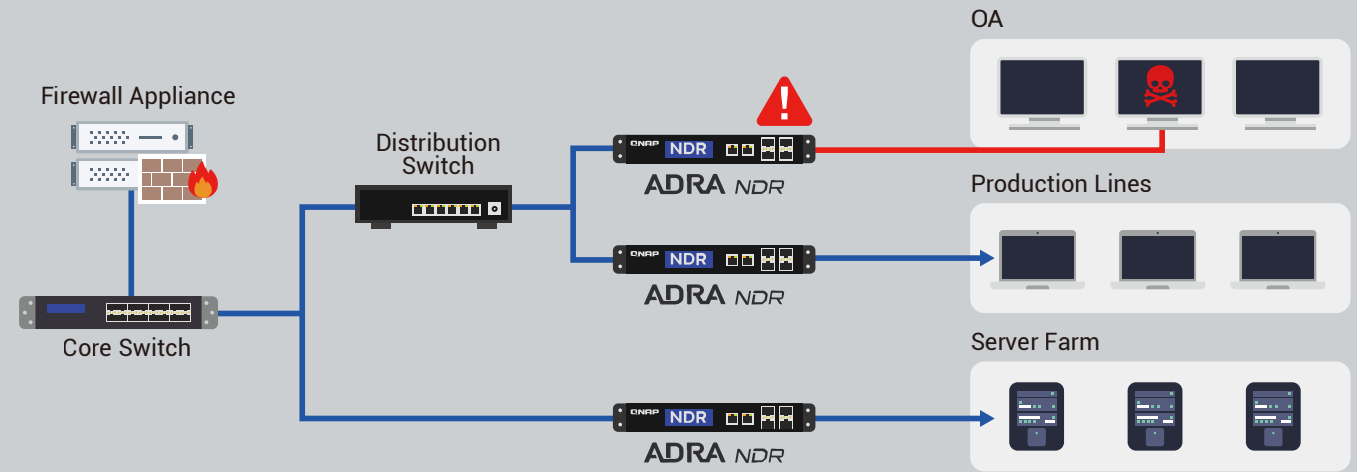 OA
Firewall Appliance
Distribution
Switch
QNAP NDR
ADRA NDR
Production Lines
QNAP NDR
ADRA NDR
Core Switch
Server Farm
QNAP NDR
ADRA NDR